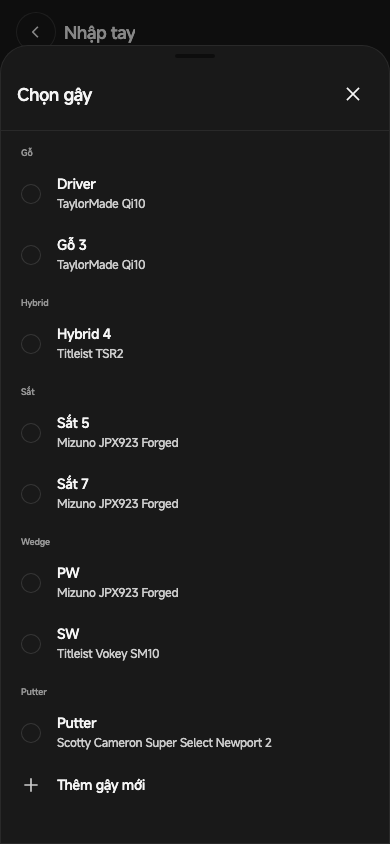 Nhập tay
Chọn gậy
Gỗ
Driver
TaylorMade Qi10
Gỗ 3
TaylorMade Qi10
Hybrid
Hybrid 4
Titleist TSR2
Sắt
Sắt 5
Mizuno JPX923 Forged
Sắt 7
Mizuno JPX923 Forged
Wedge
PW
Mizuno JPX923 Forged
SW
Titleist Vokey SM10
Putter
Putter
Scotty Cameron Super Select Newport 2
Thêm gậy mới